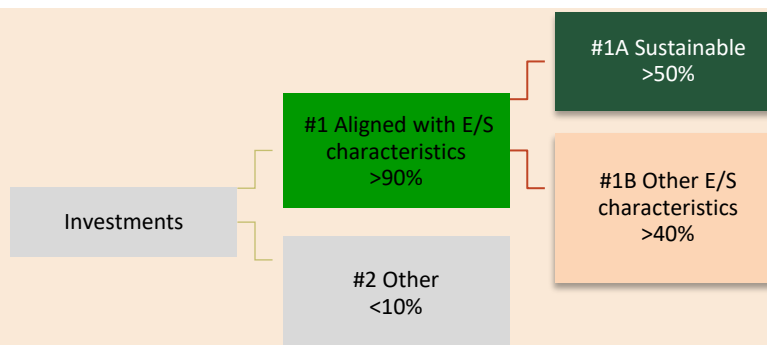 #1A Sustainable
>50%
#1 Aligned with E/S
characteristics
>90%
#1B Other E/S
characteristics
>40%
Investments
#2 Other
<10%